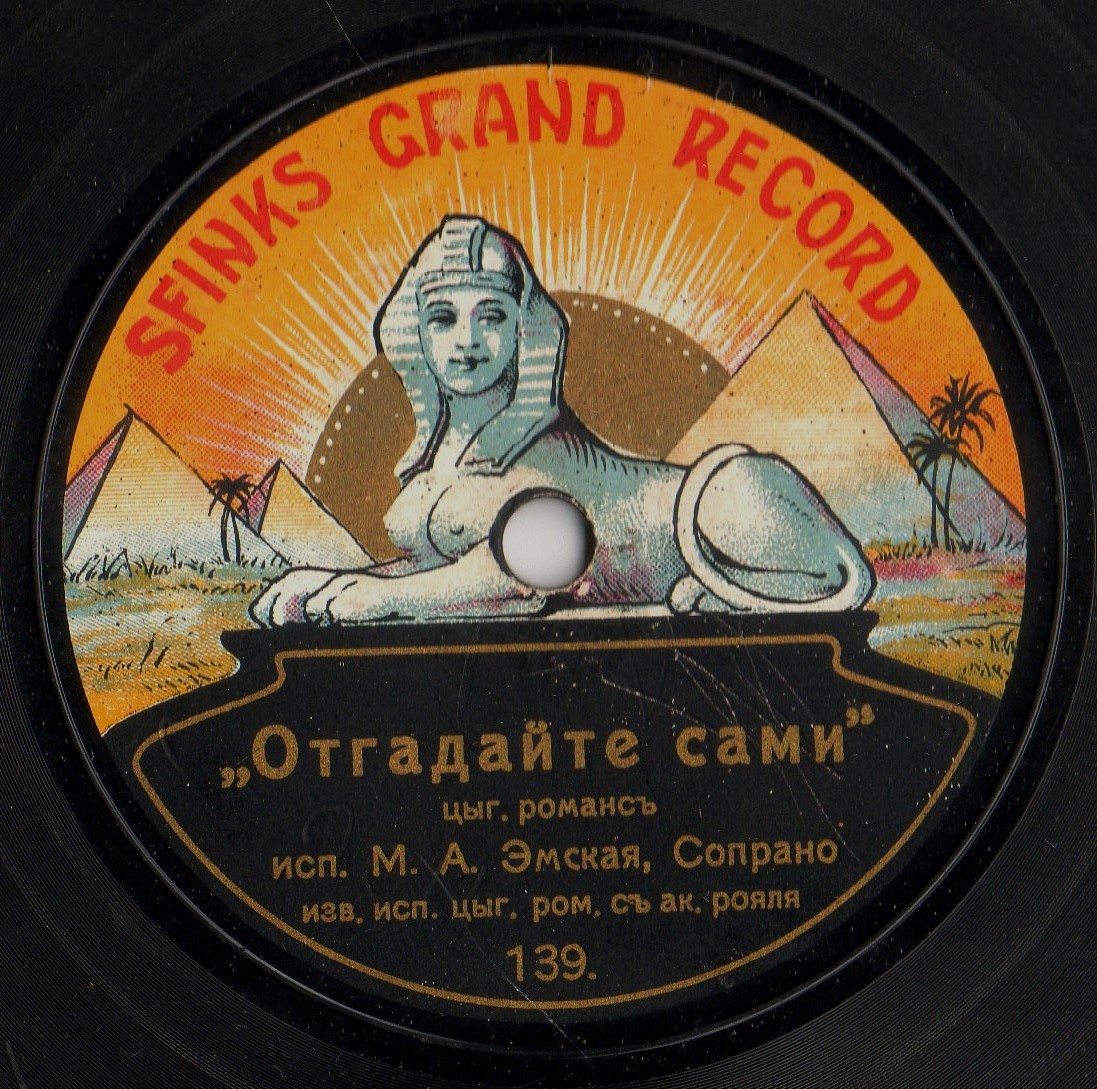 SFINKS GRAND RECORD
„Отгадайте сами”
цыг. романсъ
исп. М. А. Эмская, Сопрано
изв. исп. цыг. ром. съ ак. рояля
139.